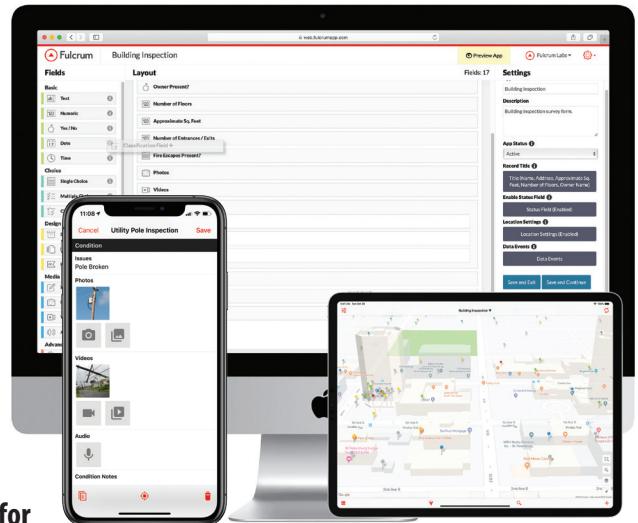 web.fulcrumapp.com
Fulcrum
Building Inspection
Preview App
Fulcrum Labs
Fields
Layout
Fields: 17
Settings
Basic
Text
Numeric
Yes / No
Date
Time
Choice
Single Choice
Design
Media
Owner Present?
Number of Floors
Approximate Sq. Feet
Number of Entrances / Exits
Classification Field
Fire Escapes Present?
Photos
Videos
Building Inspection
Description
Building inspection survey form.
App Status
Active
Record Title
Title (Name, Address, Approximate Sq.
Feet, Number of Floors, Owner Name)
Enable Status Field
Status Field (Enabled)
Location Settings
Location Settings (Enabled)
Data Events
Data Events
Save and Exit
Save and Continue
11:08
Cancel
Utility Pole Inspection
Save
Condition
Issues
Pole Broken
Photos
Videos
Audio
Condition Notes
Building Inspection
for